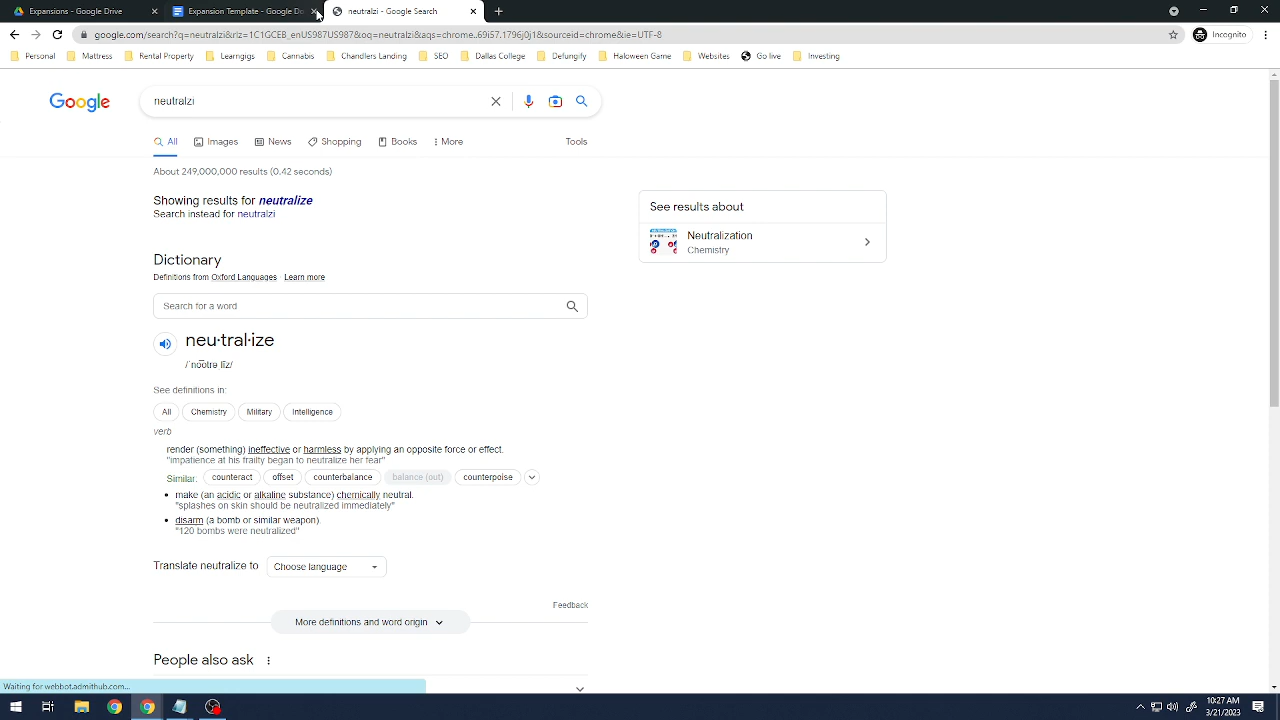 Expansions - Google Drive
Expansion Template - Google Do
neutralzi - Google Search
google.com/search?q=neutralzi&rlz=1C1GCEB_enUS987US987&oq=neutralzi&aqs=chrome..69i57.1796j0j1&sourceid=chrome&ie=UTF-8
Incognito
Personal
Mattress
Rental Property
Learngigs
Cannabis
Chandlers Landing
SEO
Dallas College
Defungify
Haloween Game
Websites
Go live
Investing
Google
neutralzi
All
Images
News
Shopping
Books
More
Tools
About 249,000,000 results (0.42 seconds)
Showing results for neutralize
Search instead for neutralzi
See results about
Neutralization
Chemistry
Dictionary
Definitions from Oxford Languages · Learn more
Search for a word
neu·tral·ize
/ˈn(y)o͞otrəˌlīz/
See definitions in:
All
Chemistry
Military
Intelligence
verb
render (something) ineffective or harmless by applying an opposite force or effect.
"impatience at his frailty began to neutralize her fear"
Similar:
counteract
offset
counterbalance
balance (out)
counterpoise
• make (an acidic or alkaline substance) chemically neutral.
"splashes on skin should be neutralized immediately"
• disarm (a bomb or similar weapon).
"120 bombs were neutralized"
Translate neutralize to
Choose language
Feedback
More definitions and word origin
People also ask
Waiting for webbot.admithub.com...
10:27 AM
3/21/2023